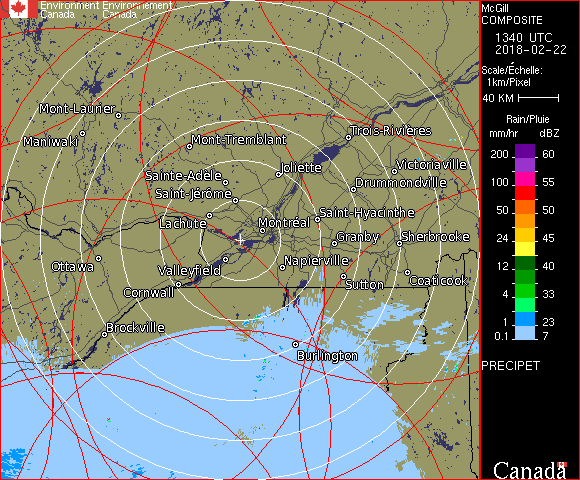 Environment Environnement
Canada Canada
McGill
COMPOSITE
1340 UTC
2018-02-22
Scale/Échelle:
1km/Pixel
40 KM
Rain/Pluie
mm/hr dBZ
200 60
100 55
85 55
50 50
24 45
12 40
4 33
1 23
0.1 7
PRECIPET
Mont-Laurier
Maniwaki
Mont-Tremblant
Trois-Rivières
Joliette
Victoriaville
Sainte-Adèle
Drummondville
Saint-Jérôme
Saint-Hyacinthe
Lachute
Montréal
Granby
Sherbrooke
Ottawa
Valleyfield
Napierville
Cornwall
Sutton
Coaticook
Brockville
Burlington
Canada